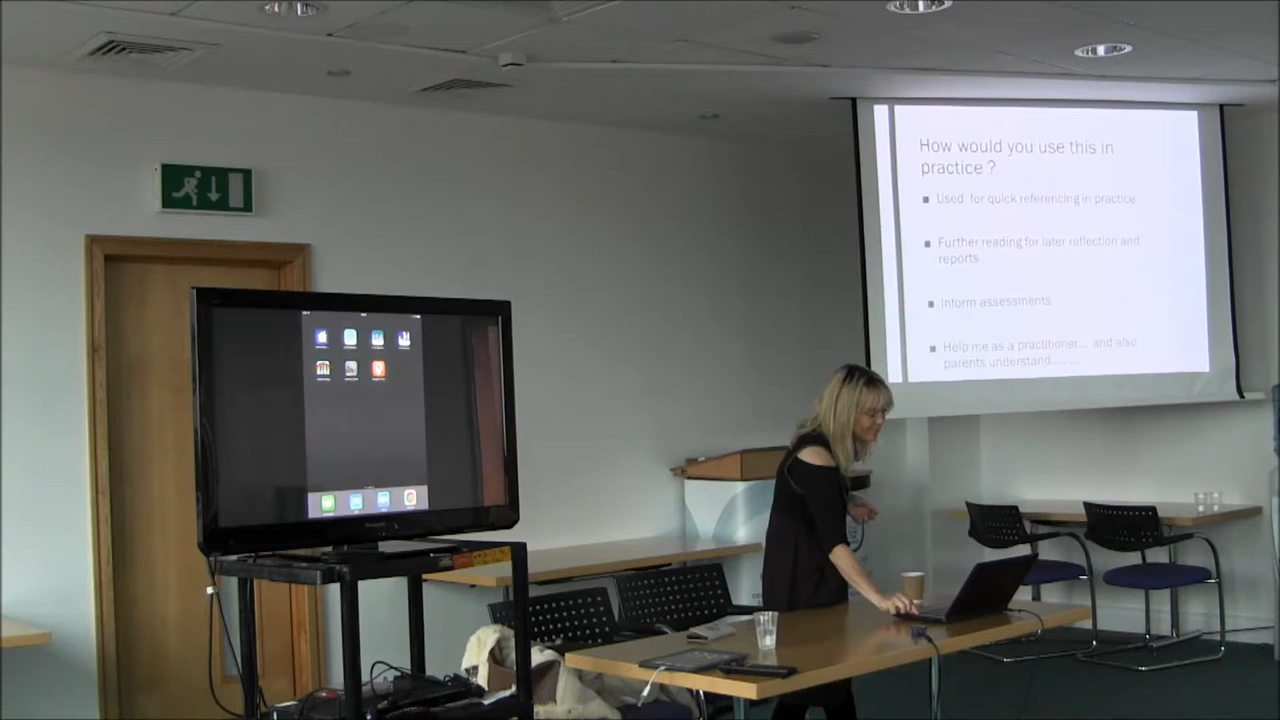 How would you use this in
practice ?
Used for quick referencing in practice
Further reading for later reflection and
reports
Inform assessments
Help me as a practitioner... and also
parents understand........
Panasonic